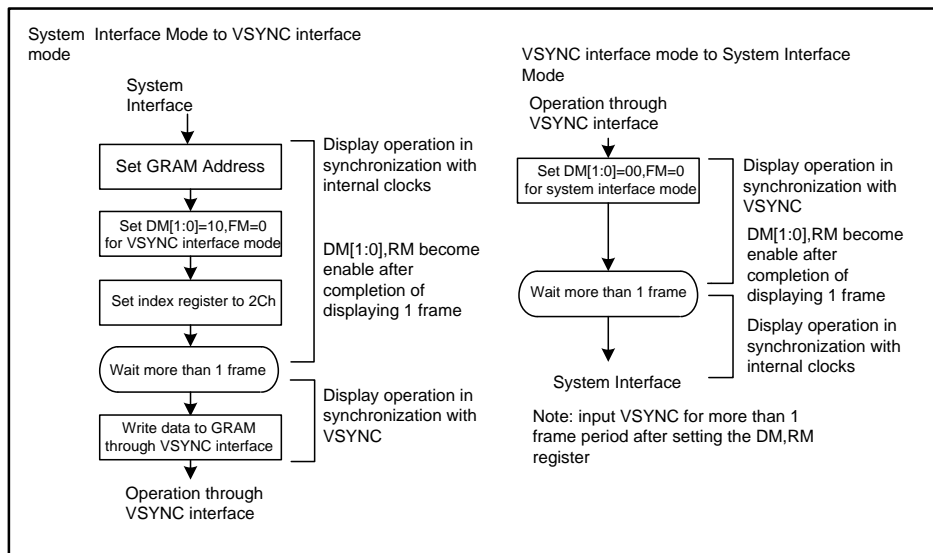 System Interface Mode to VSYNC interface
mode
System
Interface
Set GRAM Address
Set DM[1:0]=10,FM=0
for VSYNC interface mode
Set index register to 2Ch
Wait more than 1 frame
Write data to GRAM
through VSYNC interface
Operation through
VSYNC interface
Display operation in
synchronization with
internal clocks
DM[1:0],RM become
enable after
completion of
displaying 1 frame
Display operation in
synchronization with
VSYNC
VSYNC interface mode to System Interface
Mode
Operation through
VSYNC interface
Set DM[1:0]=00,FM=0
for system interface mode
Wait more than 1 frame
System Interface
Display operation in
synchronization with
VSYNC
DM[1:0],RM become
enable after
completion of
displaying 1 frame
Display operation in
synchronization with
internal clocks
Note: input VSYNC for more than 1
frame period after setting the DM,RM
register